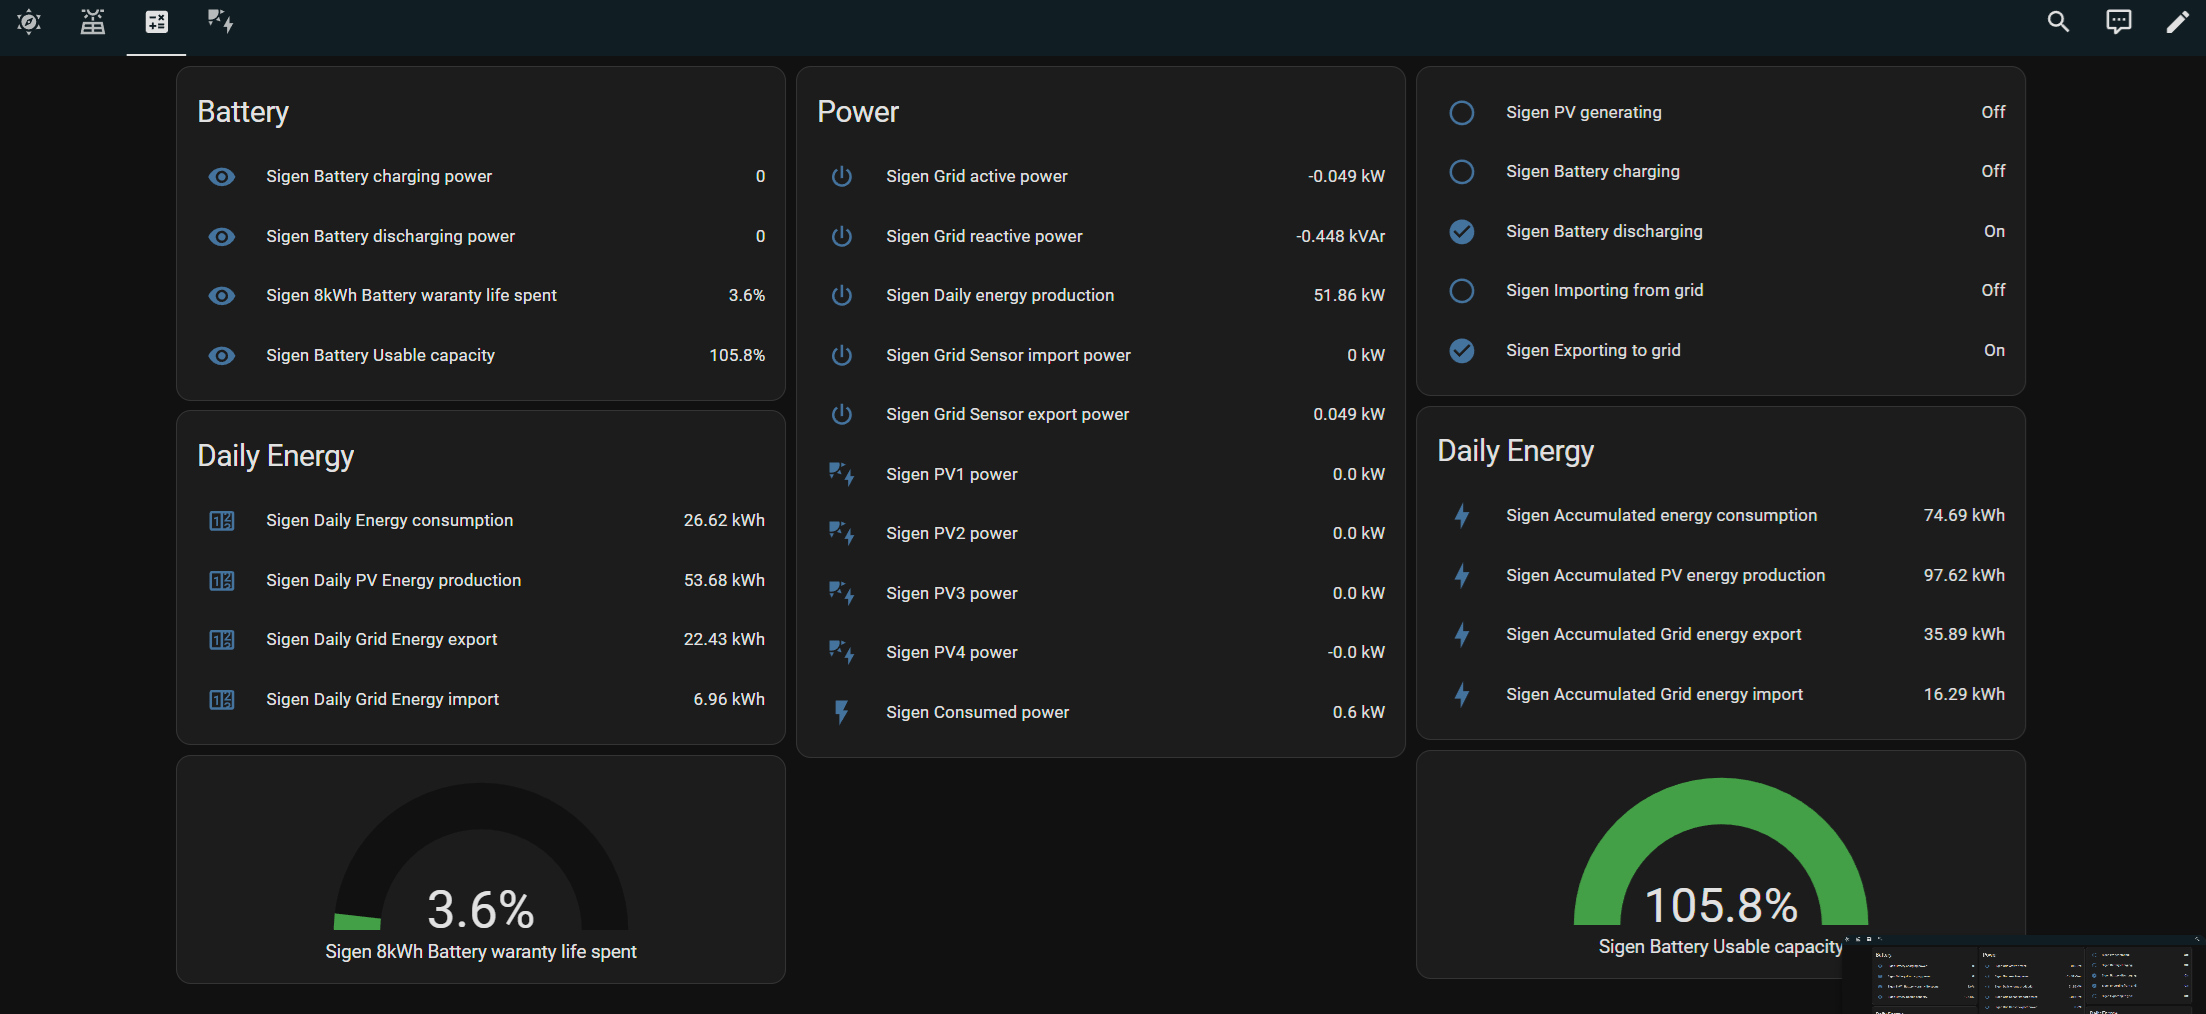 Battery
Sigen Battery charging power 0
Sigen Battery discharging power 0
Sigen 8kWh Battery waranty life spent 3.6%
Sigen Battery Usable capacity 105.8%
Daily Energy
Sigen Daily Energy consumption 26.62 kWh
Sigen Daily PV Energy production 53.68 kWh
Sigen Daily Grid Energy export 22.43 kWh
Sigen Daily Grid Energy import 6.96 kWh
3.6%
Sigen 8kWh Battery waranty life spent
Power
Sigen Grid active power -0.049 kW
Sigen Grid reactive power -0.448 kVAr
Sigen Daily energy production 51.86 kW
Sigen Grid Sensor import power 0 kW
Sigen Grid Sensor export power 0.049 kW
Sigen PV1 power 0.0 kW
Sigen PV2 power 0.0 kW
Sigen PV3 power 0.0 kW
Sigen PV4 power -0.0 kW
Sigen Consumed power 0.6 kW
Sigen PV generating Off
Sigen Battery charging Off
Sigen Battery discharging On
Sigen Importing from grid Off
Sigen Exporting to grid On
Daily Energy
Sigen Accumulated energy consumption 74.69 kWh
Sigen Accumulated PV energy production 97.62 kWh
Sigen Accumulated Grid energy export 35.89 kWh
Sigen Accumulated Grid energy import 16.29 kWh
105.8%
Sigen Battery Usable capacity